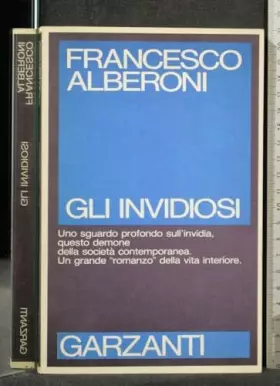 FRANCESCO
ALBERONI
GLI INVIDIOSI
Uno sguardo profondo sull'invidia,
questo demone
della società contemporanea.
Un grande "romanzo" della vita interiore.
GARZANTI
FRANCESCO
ALBERONI
GLI INVIDIOSI
GARZANTI